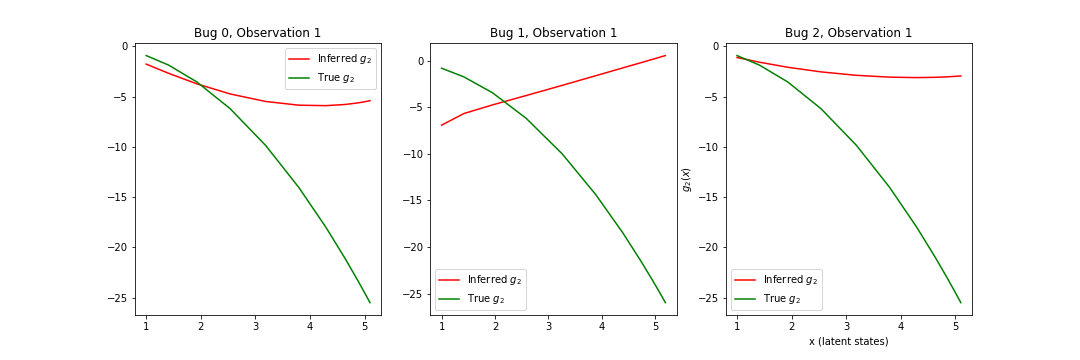 Bug 0, Observation 1
0
−5
−10
−15
−20
−25
1 2 3 4 5
Inferred g₂
True g₂
Bug 1, Observation 1
0
−5
−10
−15
−20
−25
1 2 3 4 5
Inferred g₂
True g₂
Bug 2, Observation 1
g₂(x)
0
−5
−10
−15
−20
−25
1 2 3 4 5
Inferred g₂
True g₂
x (latent states)